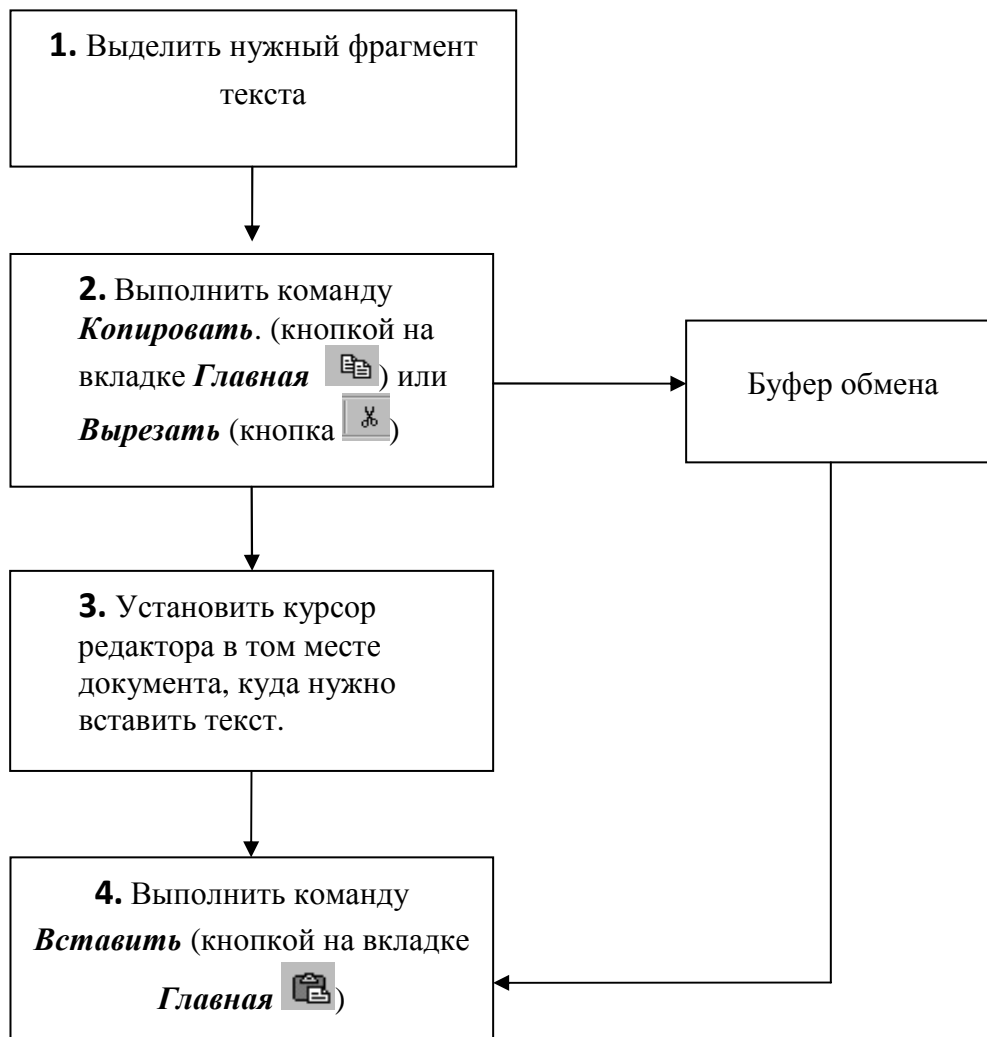 1. Выделить нужный фрагмент
текста
2. Выполнить команду
Копировать. (кнопкой на
вкладке Главная ) или
Вырезать (кнопка )
Буфер обмена
3. Установить курсор
редактора в том месте
документа, куда нужно
вставить текст.
4. Выполнить команду
Вставить (кнопкой на вкладке
Главная )